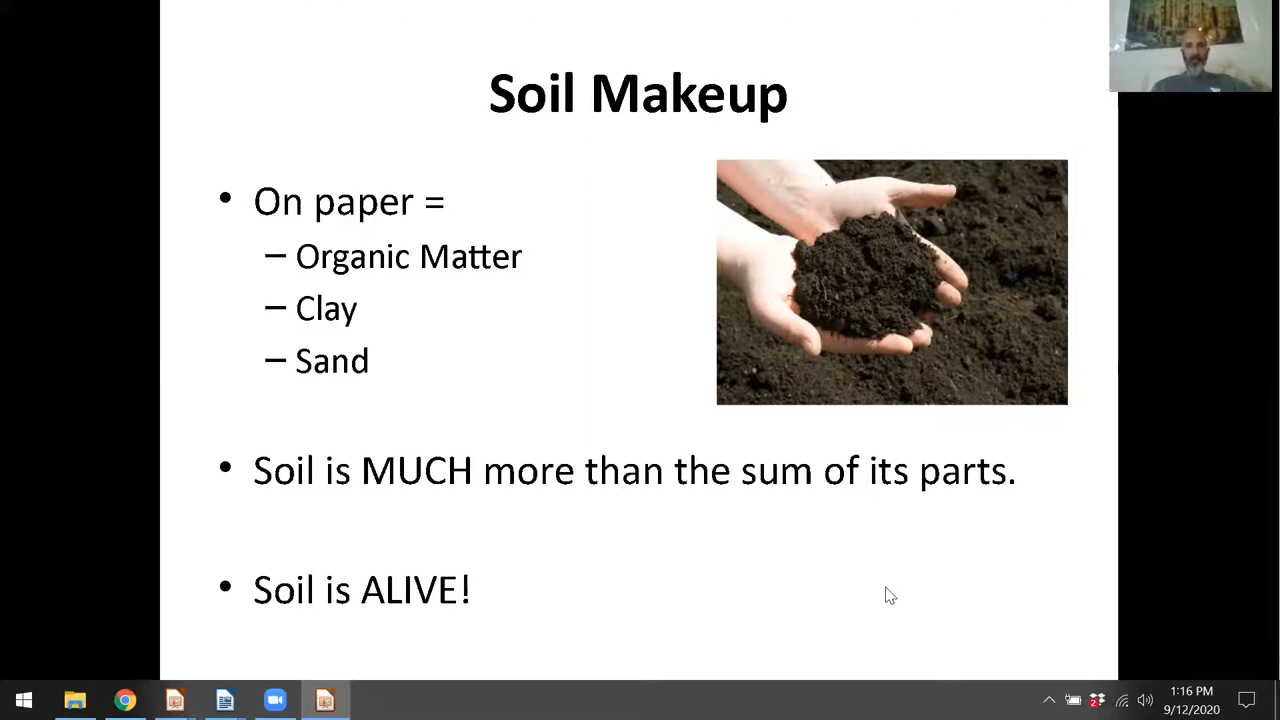 Soil Makeup
• On paper =
– Organic Matter
– Clay
– Sand
• Soil is MUCH more than the sum of its parts.
• Soil is ALIVE!
2
1:16 PM
9/12/2020